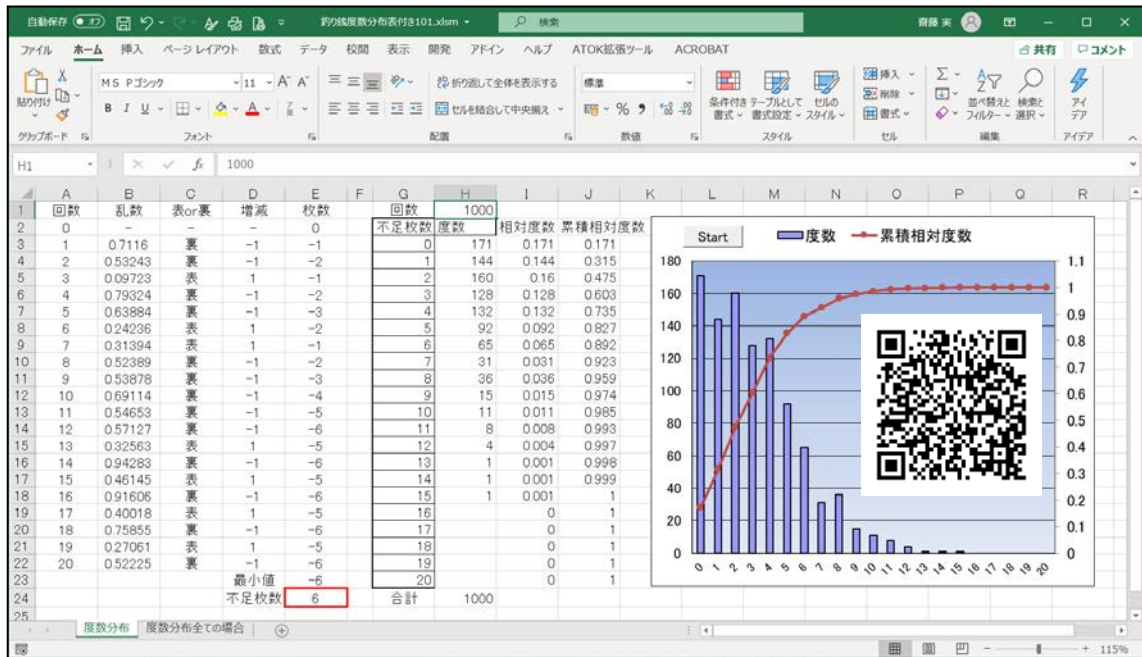 自動保存 オフ 釣り銭度数分布表付き101.xlsm 検索 齋藤 実
ファイル ホーム 挿入 ページ レイアウト 数式 データ 校閲 表示 開発 アドイン ヘルプ ATOK拡張ツール ACROBAT 共有 コメント
貼り付け MS Pゴシック 11 折り返して全体を表示する 標準 条件付き書式 テーブルとして書式設定 セルのスタイル 挿入 削除 書式 並べ替えと フィルター 検索と選択 アイデア
B I U セルを結合して中央揃え %
クリップボード フォント 配置 数値 スタイル セル 編集 アイデア
H1 fx 1000
A B C D E F G H I J K L M N O P Q R
1 回数 乱数 表or裏 増減 枚数 回数 1000
2 0 - - - 0 不足枚数 度数 相対度数 累積相対度数
3 1 0.7116 裏 -1 -1 0 171 0.171 0.171
4 2 0.53243 裏 -1 -2 1 144 0.144 0.315
5 3 0.09723 表 1 -1 2 160 0.16 0.475
6 4 0.79324 裏 -1 -2 3 128 0.128 0.603
7 5 0.63884 裏 -1 -3 4 132 0.132 0.735
8 6 0.24236 表 1 -2 5 92 0.092 0.827
9 7 0.31394 表 1 -1 6 65 0.065 0.892
10 8 0.52389 裏 -1 -2 7 31 0.031 0.923
11 9 0.53878 裏 -1 -3 8 36 0.036 0.959
12 10 0.69114 裏 -1 -4 9 15 0.015 0.974
13 11 0.54653 裏 -1 -5 10 11 0.011 0.985
14 12 0.57127 裏 -1 -6 11 8 0.008 0.993
15 13 0.32563 表 1 -5 12 4 0.004 0.997
16 14 0.94283 裏 -1 -6 13 1 0.001 0.998
17 15 0.46145 表 1 -5 14 1 0.001 0.999
18 16 0.91606 裏 -1 -6 15 1 0.001 1
19 17 0.40018 表 1 -5 16 0 1
20 18 0.75855 裏 -1 -6 17 0 1
21 19 0.27061 表 1 -5 18 0 1
22 20 0.52225 裏 -1 -6 19 0 1
23 最小値 -6 20 0 1
24 不足枚数 6 合計 1000
25
Start 度数 累積相対度数
180 1.1
160 1
140 0.9
120 0.8
100 0.7
80 0.6
60 0.5
40 0.4
20 0.3
0 0.2
0.1
0
0 1 2 3 4 5 6 7 8 9 10 11 12 13 14 15 16 17 18 19 20
度数分布 度数分布全ての場合
115%